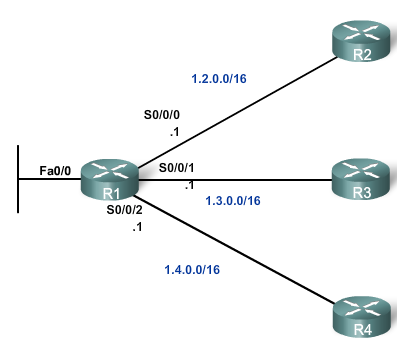 R2
1.2.0.0/16
S0/0/0
.1
Fa0/0
R1
S0/0/1
.1
R3
1.3.0.0/16
S0/0/2
.1
1.4.0.0/16
R4